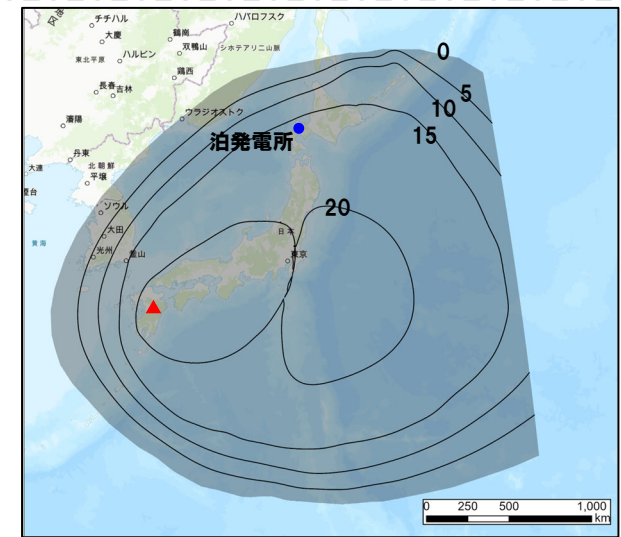 チチハル
大慶
ハルビン
東北平原
長春
吉林
瀋陽
丹東
大連
北朝鮮
平壌
ソウル
大田
光州
釜山
黄海
鶴崗
双鴨山
鶏西
ハバロフスク
シホテアリニ山脈
ウラジオストク
泊発電所
日本
東京
0
5
10
15
20
0 250 500 1,000
km